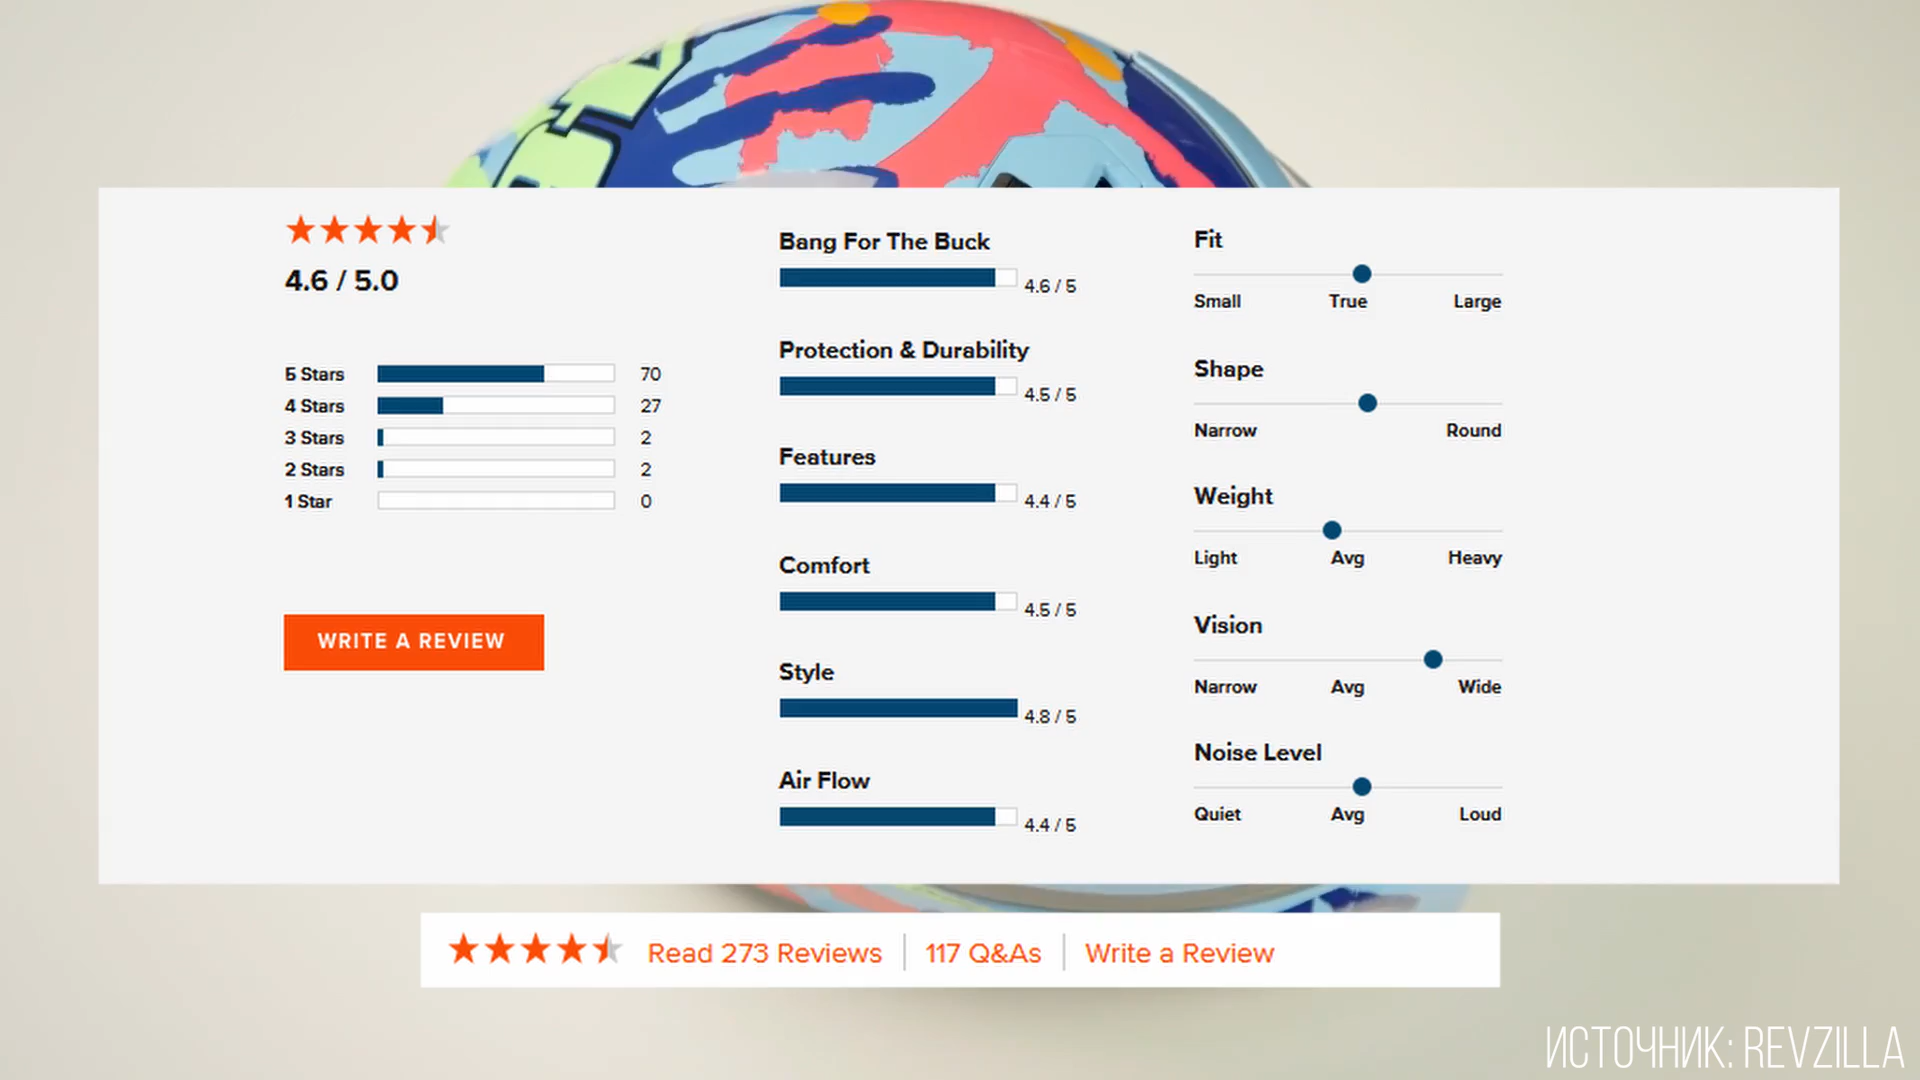 4.6 / 5.0
5 Stars 70
4 Stars 27
3 Stars 2
2 Stars 2
1 Star 0
WRITE A REVIEW
Bang For The Buck
4.6 / 5
Protection & Durability
4.5 / 5
Features
4.4 / 5
Comfort
4.5 / 5
Style
4.8 / 5
Air Flow
4.4 / 5
Fit
Small True Large
Shape
Narrow Round
Weight
Light Avg Heavy
Vision
Narrow Avg Wide
Noise Level
Quiet Avg Loud
Read 273 Reviews | 117 Q&As | Write a Review
ИСТОЧНИК: REVZILLA